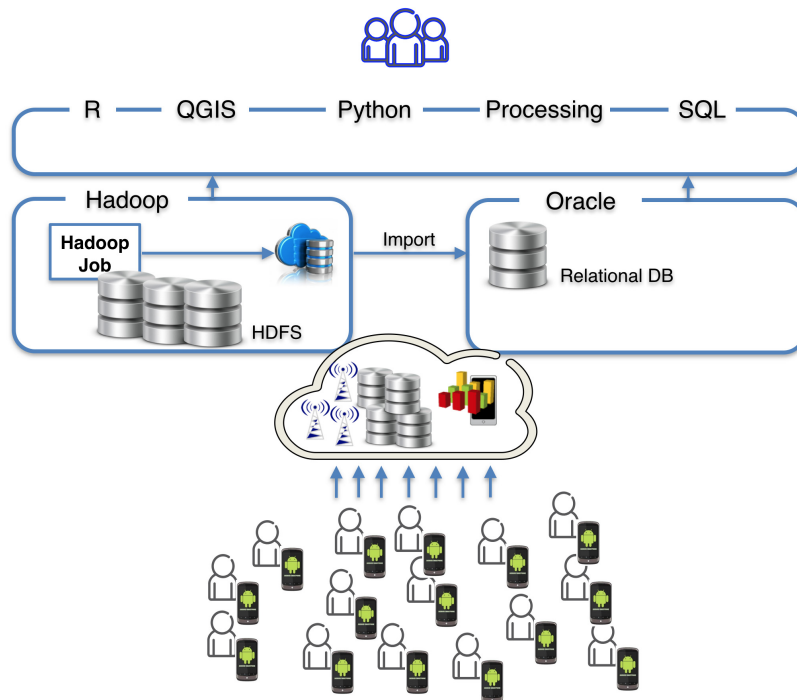 R QGIS Python Processing SQL
Hadoop
Oracle
Hadoop
Job
Import
Relational DB
HDFS